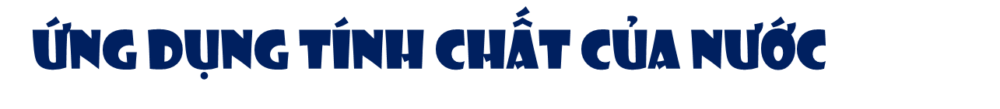 ỨNG DỤNG TÍNH CHẤT CỦA NƯỚC